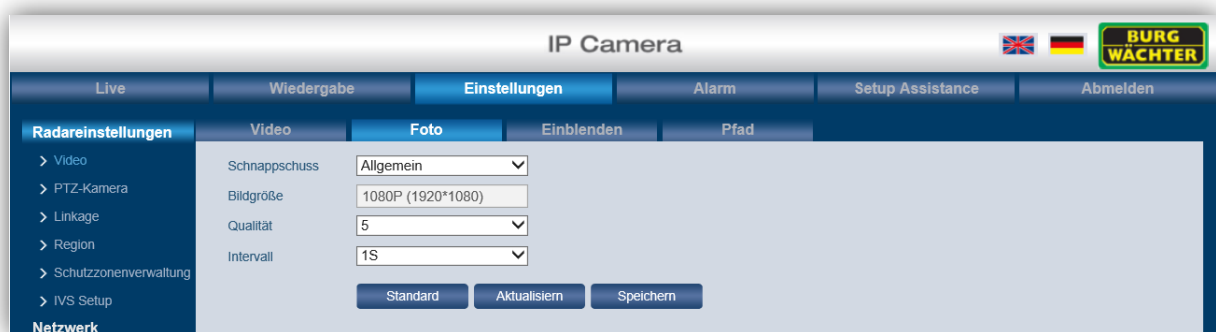 IP Camera
BURG
WÄCHTER
Live Wiedergabe Einstellungen Alarm Setup Assistance Abmelden
Radareinstellungen Video Foto Einblenden Pfad
Video
PTZ-Kamera
Linkage
Region
Schutzzonenverwaltung
IVS Setup
Netzwerk
Schnappschuss Allgemein
Bildgröße 1080P (1920*1080)
Qualität 5
Intervall 1S
Standard Aktualisiern Speichern